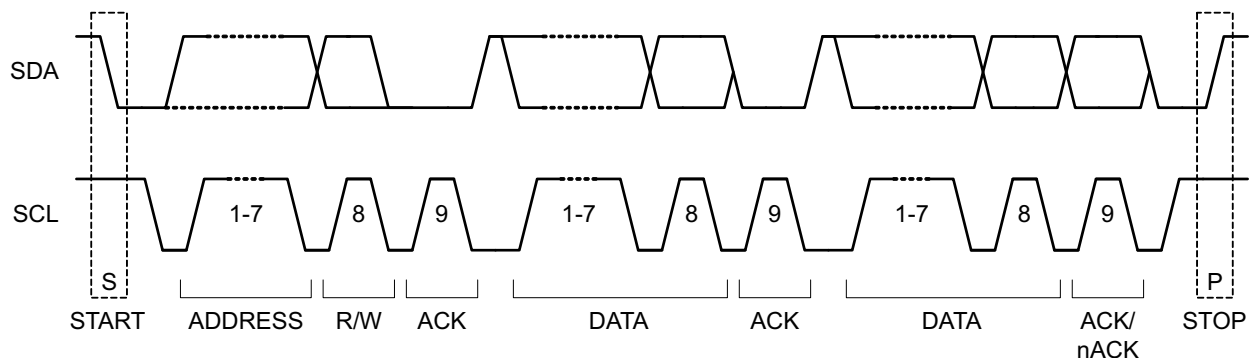 SDA
SCL
1-7 8 9 1-7 8 9 1-7 8 9
S P
START ADDRESS R/W ACK DATA ACK DATA ACK/ STOP
nACK